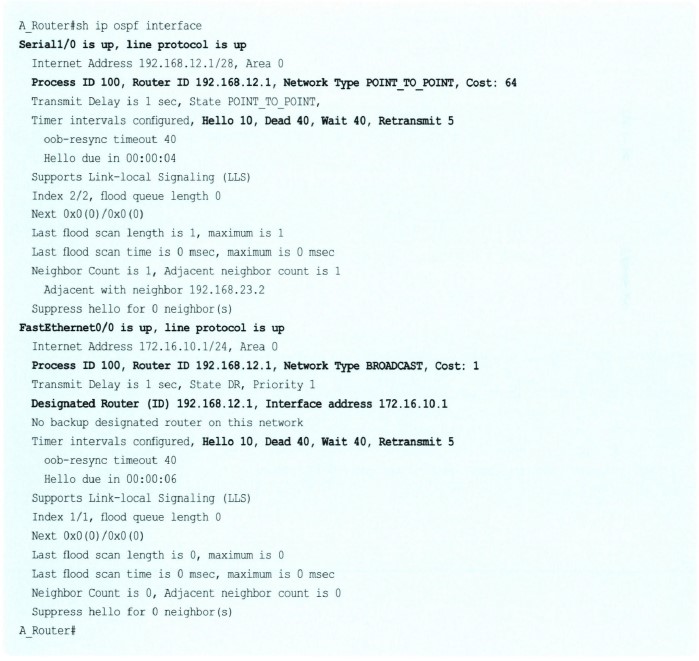 A_Router#sh ip ospf interface
Serial1/0 is up, line protocol is up
Internet Address 192.168.12.1/28, Area 0
Process ID 100, Router ID 192.168.12.1, Network Type POINT_TO_POINT, Cost: 64
Transmit Delay is 1 sec, State POINT_TO_POINT,
Timer intervals configured, Hello 10, Dead 40, Wait 40, Retransmit 5
oob-resync timeout 40
Hello due in 00:00:04
Supports Link-local Signaling (LLS)
Index 2/2, flood queue length 0
Next 0x0(0)/0x0(0)
Last flood scan length is 1, maximum is 1
Last flood scan time is 0 msec, maximum is 0 msec
Neighbor Count is 1, Adjacent neighbor count is 1
Adjacent with neighbor 192.168.23.2
Suppress hello for 0 neighbor(s)
FastEthernet0/0 is up, line protocol is up
Internet Address 172.16.10.1/24, Area 0
Process ID 100, Router ID 192.168.12.1, Network Type BROADCAST, Cost: 1
Transmit Delay is 1 sec, State DR, Priority 1
Designated Router (ID) 192.168.12.1, Interface address 172.16.10.1
No backup designated router on this network
Timer intervals configured, Hello 10, Dead 40, Wait 40, Retransmit 5
oob-resync timeout 40
Hello due in 00:00:06
Supports Link-local Signaling (LLS)
Index 1/1, flood queue length 0
Next 0x0(0)/0x0(0)
Last flood scan length is 0, maximum is 0
Last flood scan time is 0 msec, maximum is 0 msec
Neighbor Count is 0, Adjacent neighbor count is 0
Suppress hello for 0 neighbor(s)
A_Router#